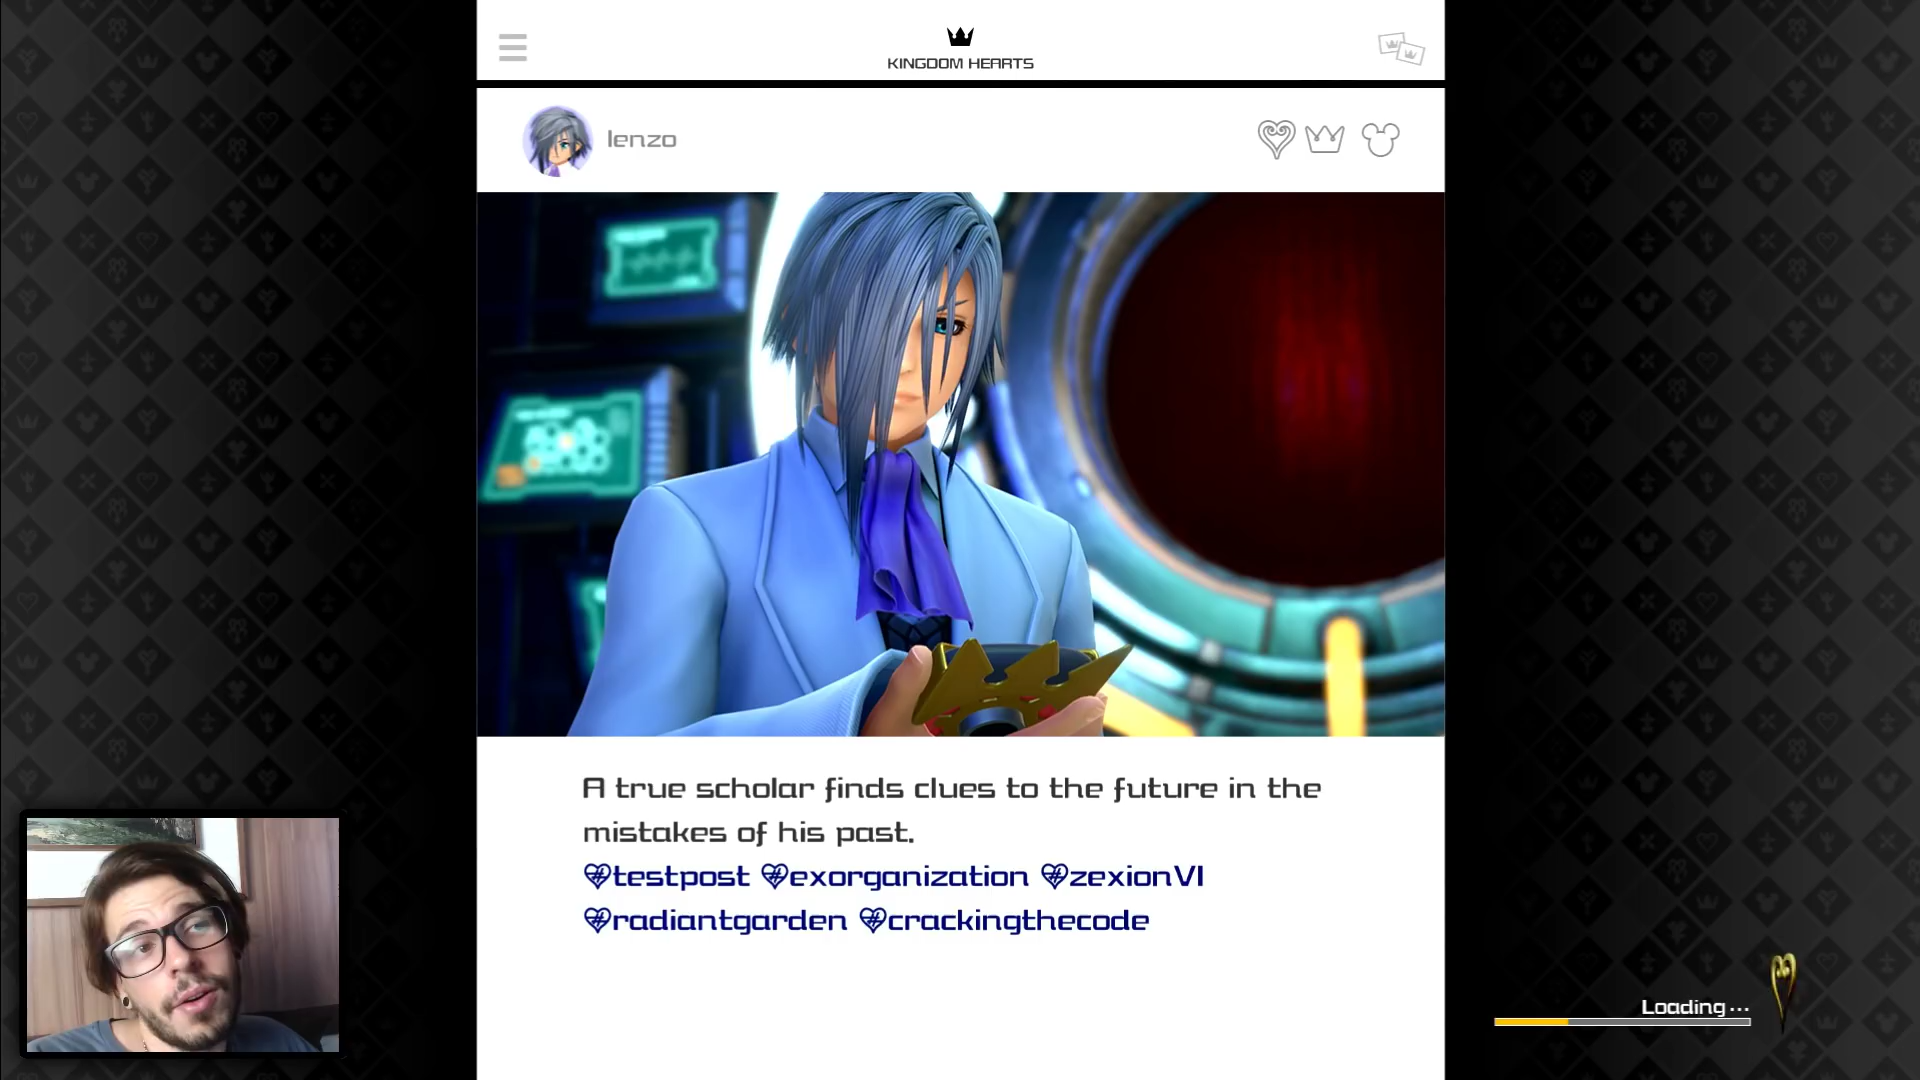 KINGDOM HEARTS
Ienzo
A true scholar finds clues to the future in the
mistakes of his past.
#testpost #exorganization #zexionVI
#radiantgarden #crackingthecode
Loading...